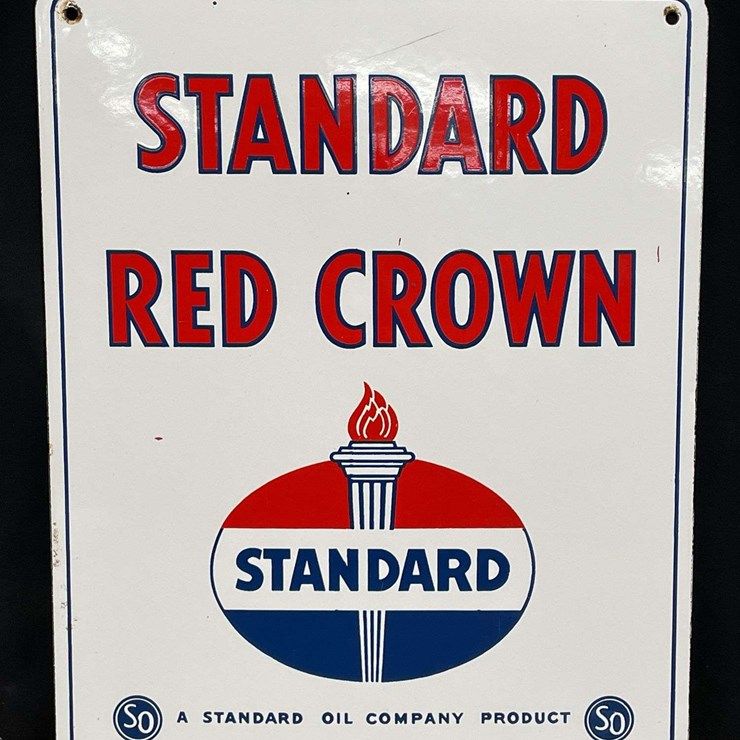 STANDARD
RED CROWN
STANDARD
SO A STANDARD OIL COMPANY PRODUCT SO